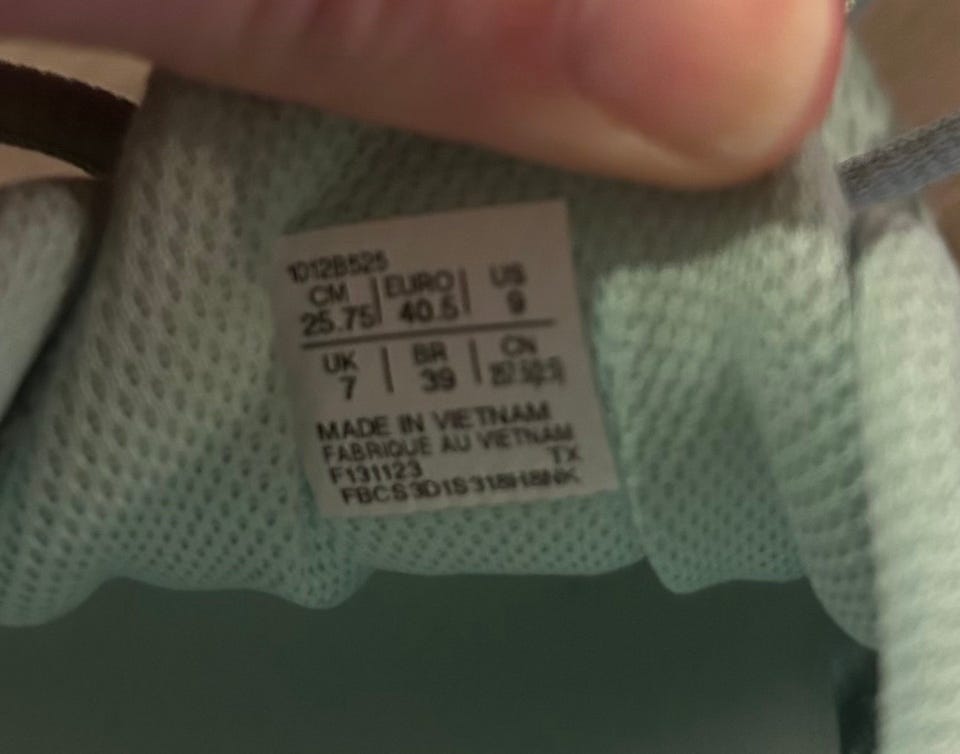 1012B525
CM | EURO | US
25.75 | 40.5 | 9
UK | BR | CN
7 | 39
MADE IN VIETNAM
FABRIQUE AU VIETNAM
F131123 TX